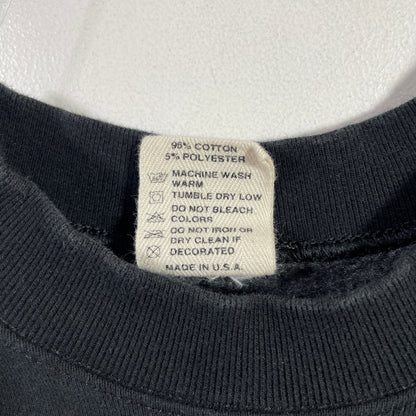 95% COTTON
5% POLYESTER
MACHINE WASH
WARM
TUMBLE DRY LOW
DO NOT BLEACH
COLORS
DO NOT IRON OR
DRY CLEAN IF
DECORATED
MADE IN U.S.A.